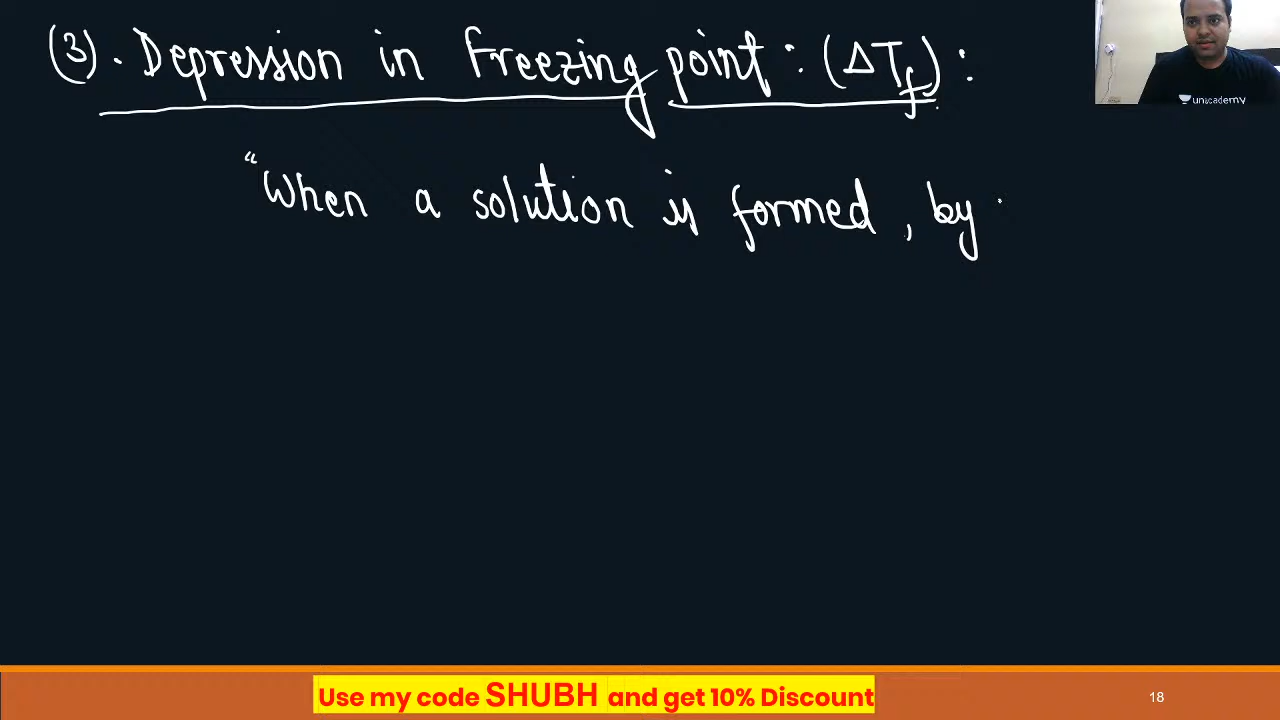 (3). Depression in freezing point : (ΔTf) :
unacademy
"When a solution is formed, by
Use my code SHUBH and get 10% Discount
18